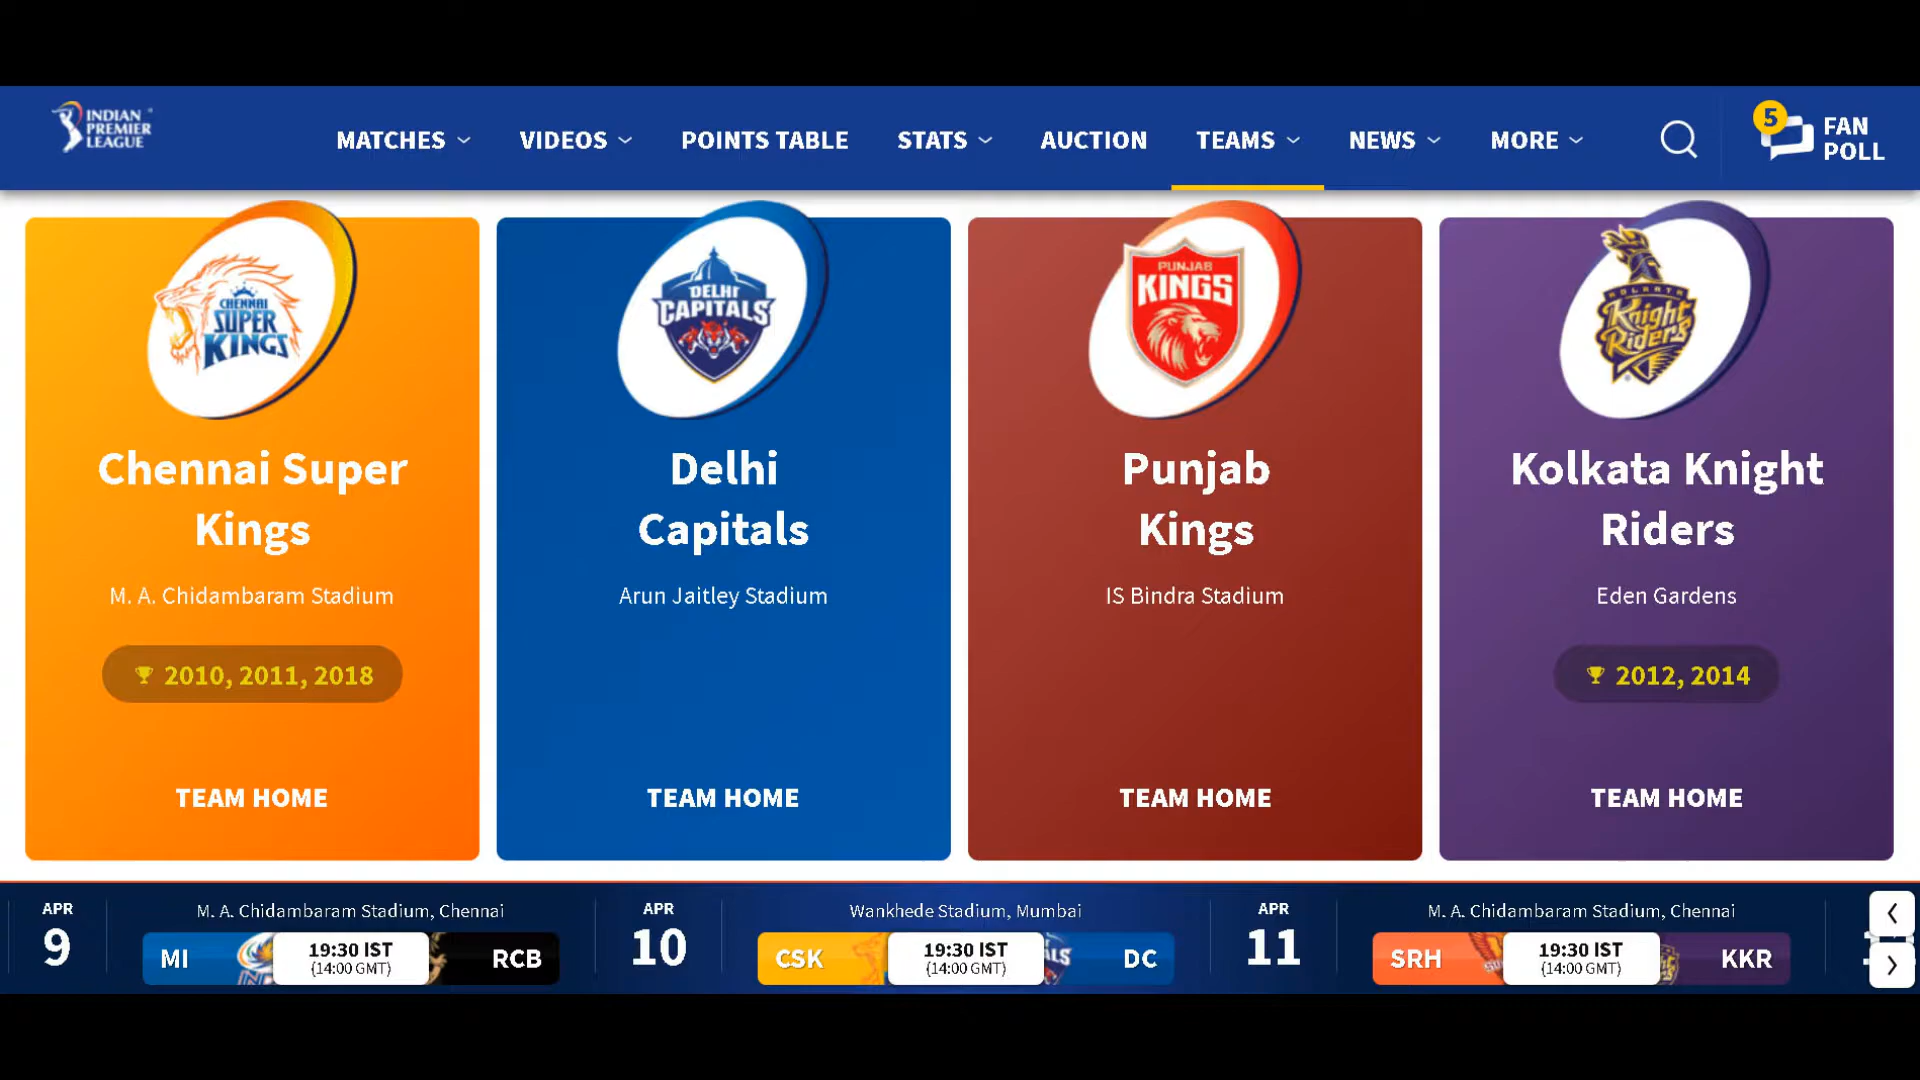 INDIAN
PREMIER
LEAGUE
MATCHES
VIDEOS
POINTS TABLE
STATS
AUCTION
TEAMS
NEWS
MORE
5
FAN
POLL
CHENNAI
SUPER
KINGS
Chennai Super
Kings
M. A. Chidambaram Stadium
2010, 2011, 2018
TEAM HOME
DELHI
CAPITALS
Delhi
Capitals
Arun Jaitley Stadium
TEAM HOME
PUNJAB
KINGS
Punjab
Kings
IS Bindra Stadium
TEAM HOME
KOLKATA
Knight
Riders
Kolkata Knight
Riders
Eden Gardens
2012, 2014
TEAM HOME
APR
9
M. A. Chidambaram Stadium, Chennai
MI
19:30 IST
(14:00 GMT)
RCB
APR
10
Wankhede Stadium, Mumbai
CSK
19:30 IST
(14:00 GMT)
DC
APR
11
M. A. Chidambaram Stadium, Chennai
SRH
19:30 IST
(14:00 GMT)
KKR